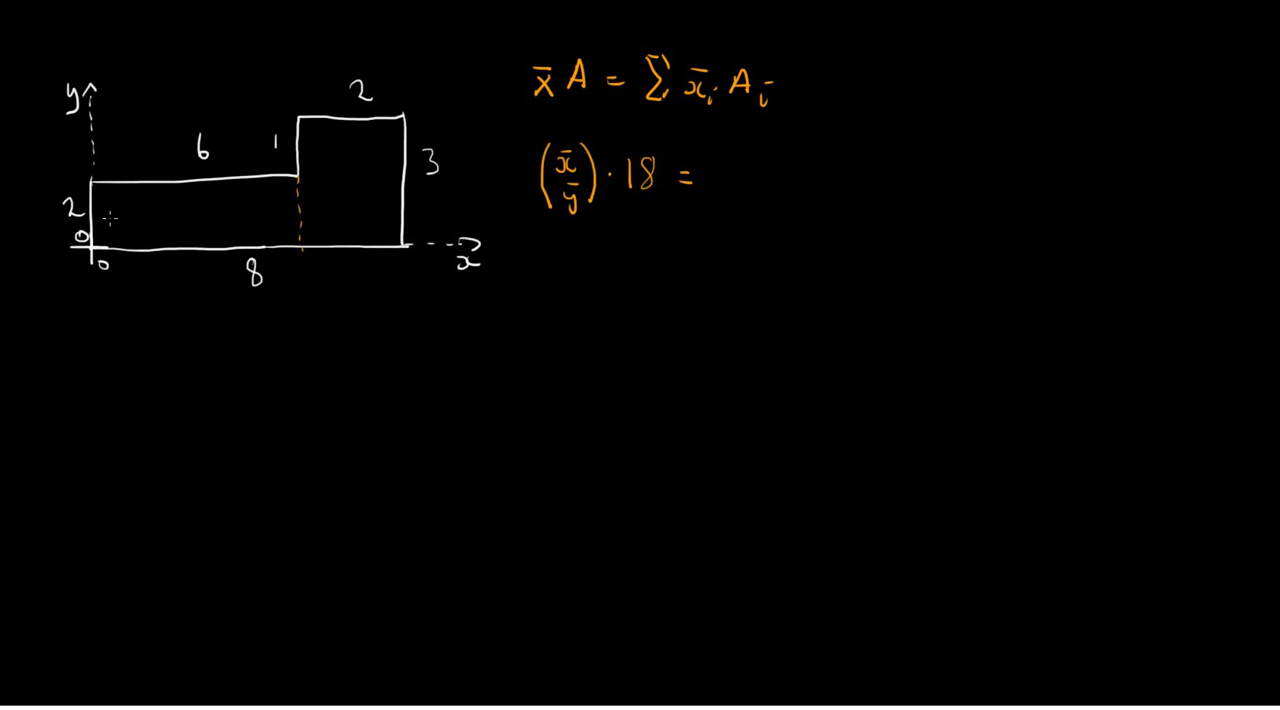 y
2
6
1
3
2
0
0
8
x
x̄ A = Σ x̄ᵢ Aᵢ
(x̄ / ȳ) · 18 =